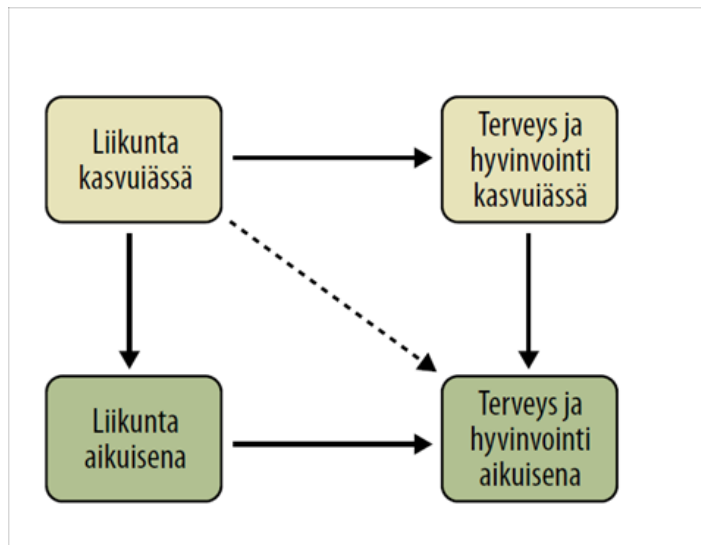 Liikunta
kasvuiässä
Terveys ja
hyvinvointi
kasvuiässä
Liikunta
aikuisena
Terveys ja
hyvinvointi
aikuisena